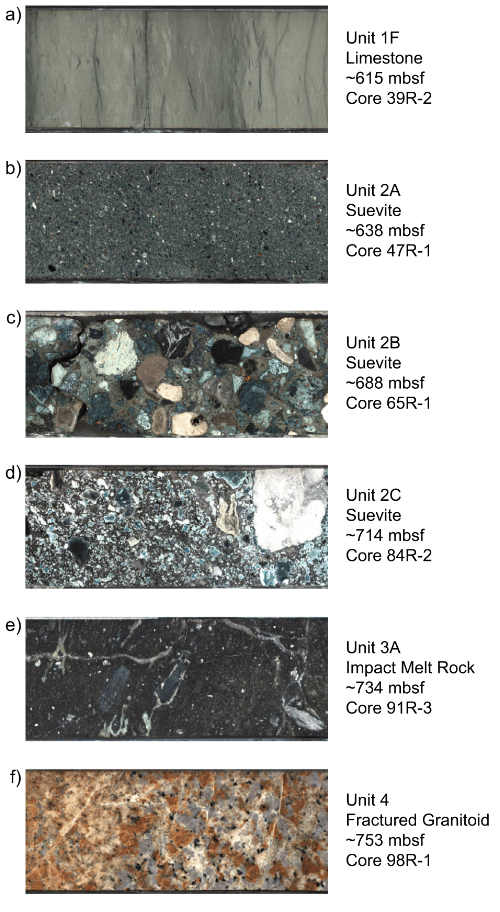 a)
Unit 1F
Limestone
~615 mbsf
Core 39R-2
b)
Unit 2A
Suevite
~638 mbsf
Core 47R-1
c)
Unit 2B
Suevite
~688 mbsf
Core 65R-1
d)
Unit 2C
Suevite
~714 mbsf
Core 84R-2
e)
Unit 3A
Impact Melt Rock
~734 mbsf
Core 91R-3
f)
Unit 4
Fractured Granitoid
~753 mbsf
Core 98R-1